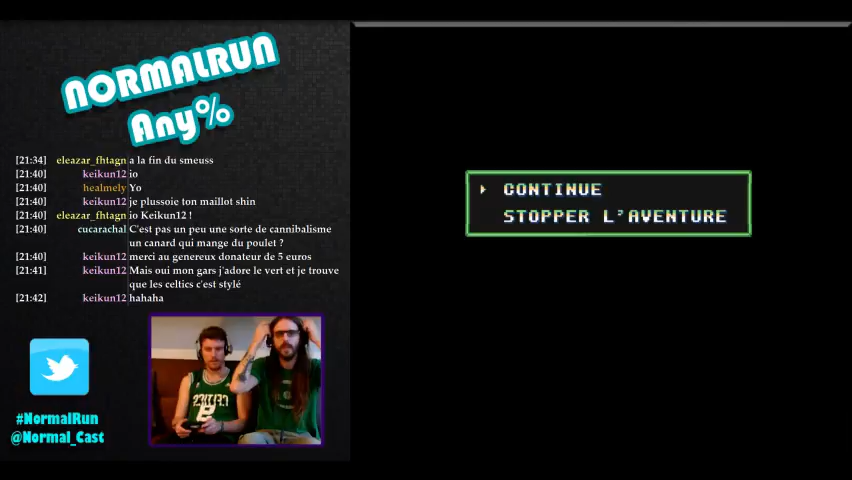 NORMALRUN
Any%
[21:34] eleazar_fhtagn a la fin du smeuss
[21:40] keikun12 io
[21:40] healmely Yo
[21:40] keikun12 je plussoie ton maillot shin
[21:40] eleazar_fhtagn io Keikun12 !
[21:40] cucarachal C'est pas un peu une sorte de cannibalisme
un canard qui mange du poulet ?
[21:40] keikun12 merci au genereux donateur de 5 euros
[21:41] keikun12 Mais oui mon gars j'adore le vert et je trouve
que les celtics c'est stylé
[21:42] keikun12 hahaha
#NormalRun
@Normal_Cast
CONTINUE
STOPPER L'AVENTURE